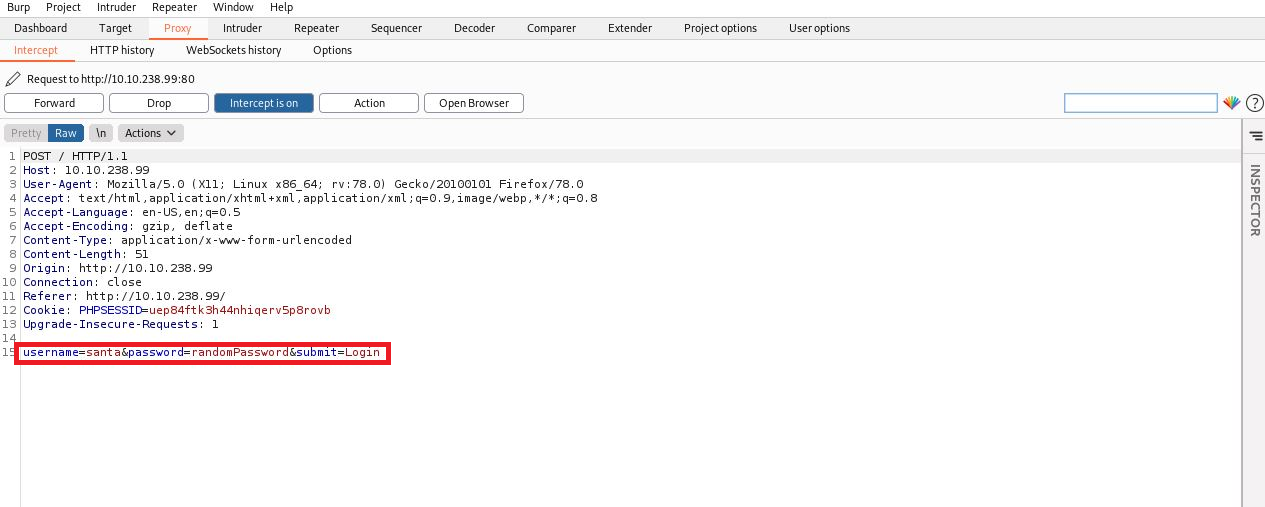 Burp Project Intruder Repeater Window Help
Dashboard Target Proxy Intruder Repeater Sequencer Decoder Comparer Extender Project options User options
Intercept HTTP history WebSockets history Options
Request to http://10.10.238.99:80
Forward Drop Intercept is on Action Open Browser ?
Pretty Raw \n Actions
1 POST / HTTP/1.1
2 Host: 10.10.238.99
3 User-Agent: Mozilla/5.0 (X11; Linux x86_64; rv:78.0) Gecko/20100101 Firefox/78.0
4 Accept: text/html,application/xhtml+xml,application/xml;q=0.9,image/webp,*/*;q=0.8
5 Accept-Language: en-US,en;q=0.5
6 Accept-Encoding: gzip, deflate
7 Content-Type: application/x-www-form-urlencoded
8 Content-Length: 51
9 Origin: http://10.10.238.99
10 Connection: close
11 Referer: http://10.10.238.99/
12 Cookie: PHPSESSID=uep84ftk3h44nhiqerv5p8rovb
13 Upgrade-Insecure-Requests: 1
14
15 username=santa&password=randomPassword&submit=Login
INSPECTOR